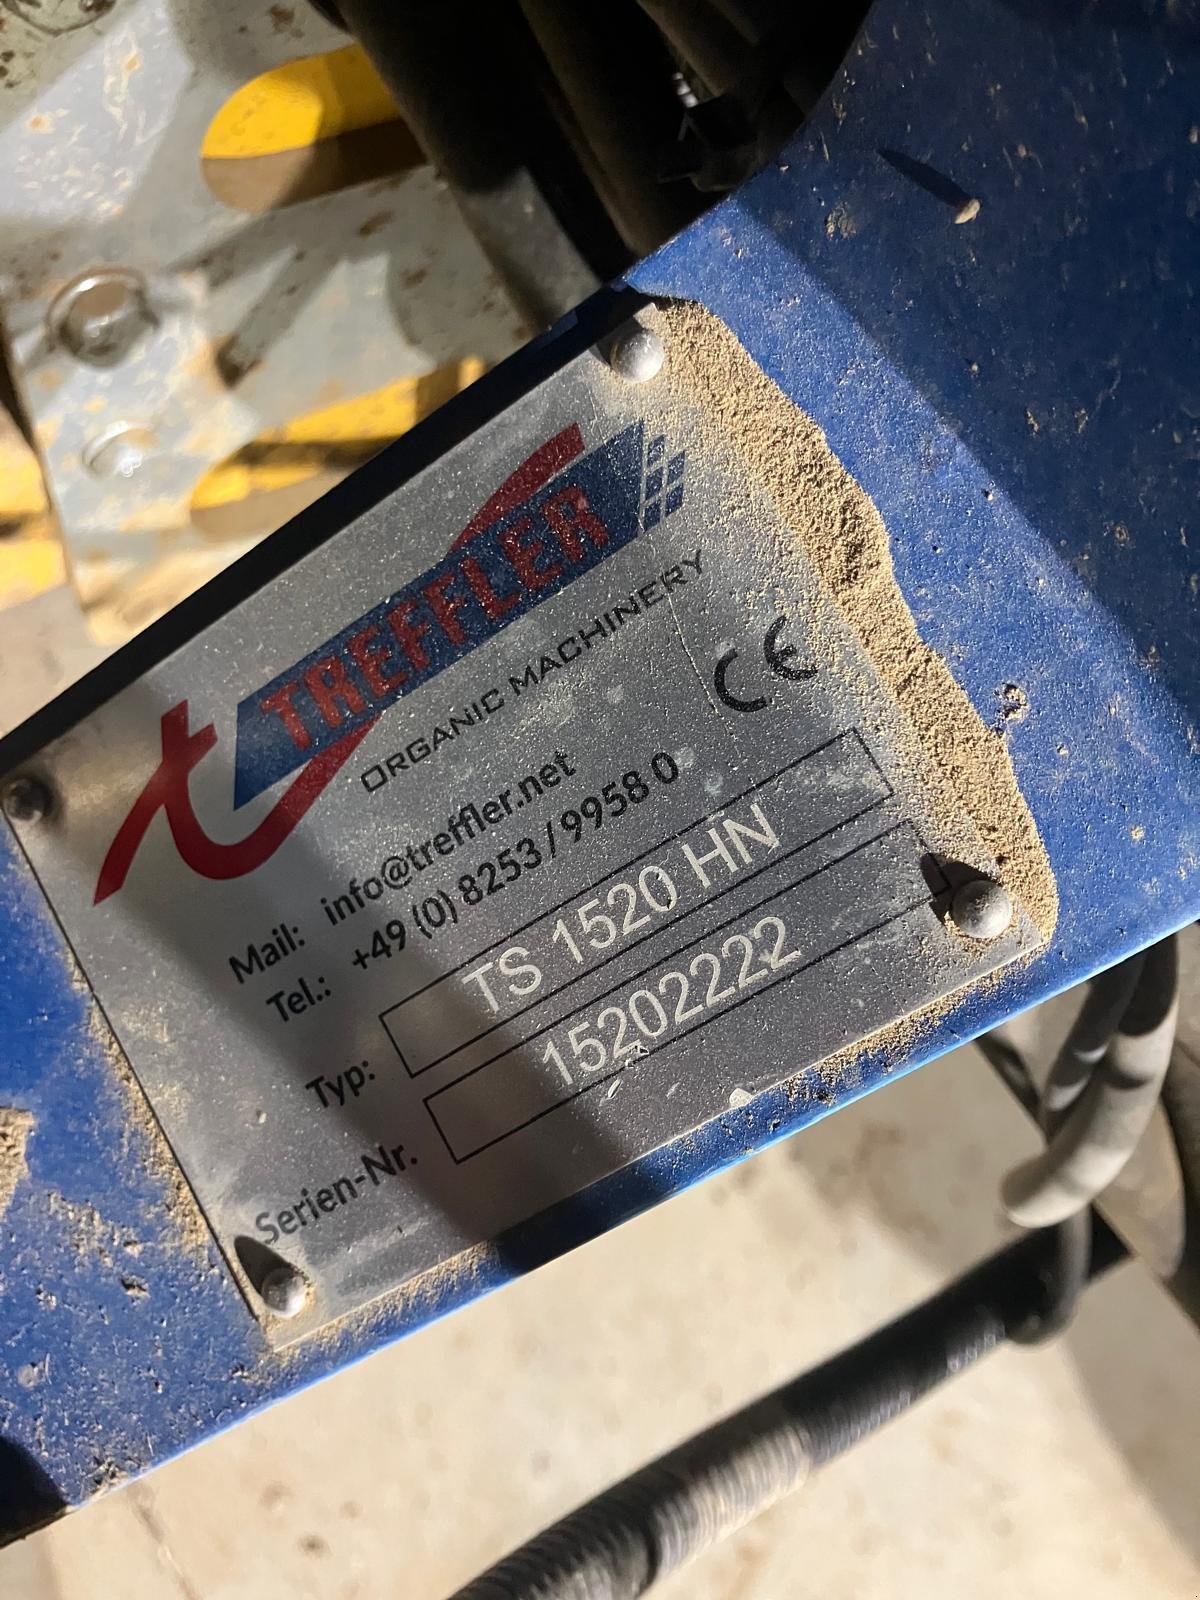 t TREFFLER
ORGANIC MACHINERY
CE
Mail: info@treffler.net
Tel.: +49 (0) 8253 / 9958 0
Typ: TS 1520 HN
Serien-Nr. 15202222